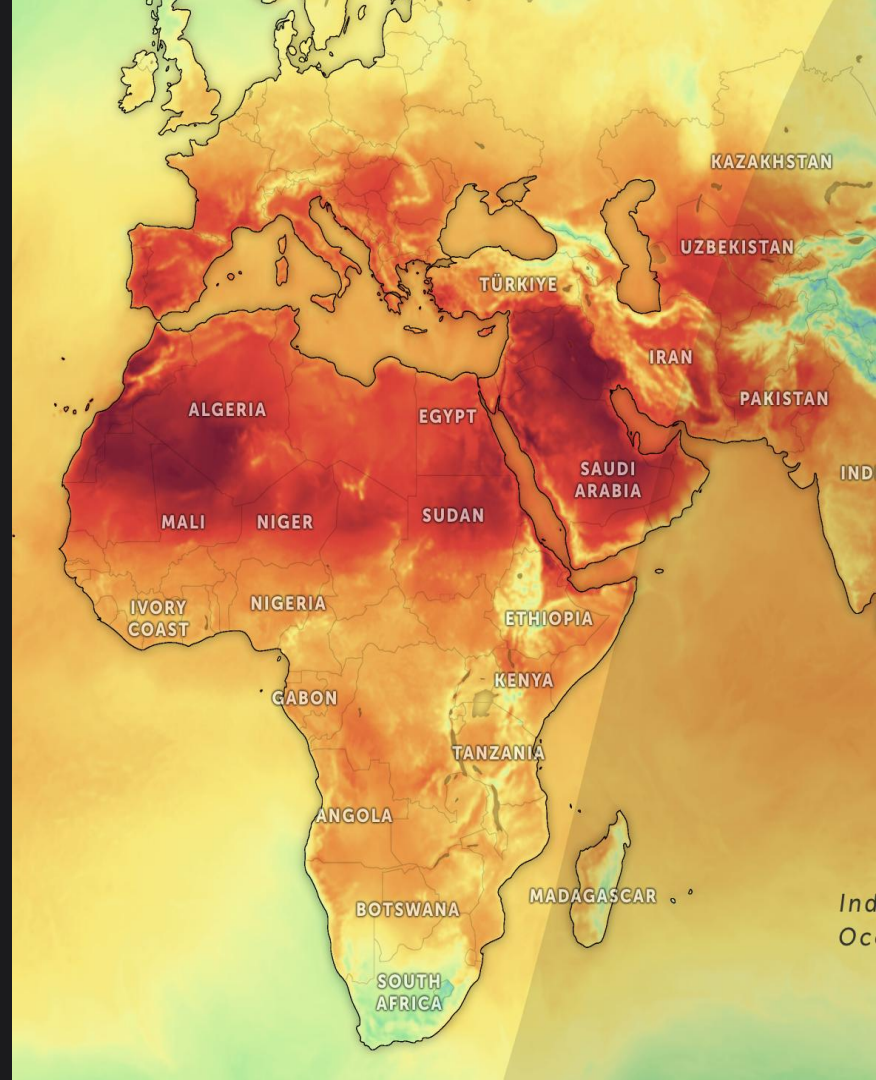 KAZAKHSTAN
UZBEKISTAN
TÜRKIYE
IRAN
PAKISTAN
ALGERIA
EGYPT
IND
SAUDI
ARABIA
MALI
NIGER
SUDAN
NIGERIA
IVORY
COAST
ETHIOPIA
KENYA
GABON
TANZANIA
ANGOLA
MADAGASCAR
BOTSWANA
Ind
Oc
SOUTH
AFRICA